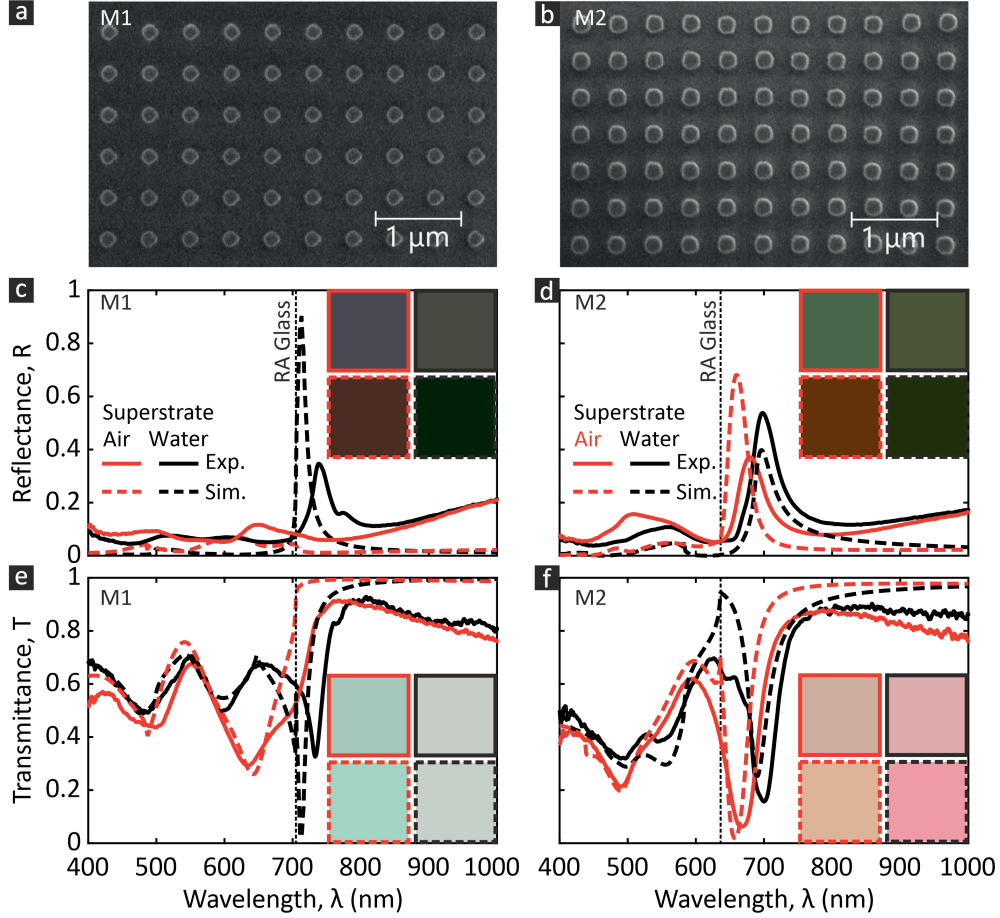 a M1
1 μm
b M2
1 μm
c M1
RA Glass
Superstrate
Air Water
Exp.
Sim.
Reflectance, R
1
0.8
0.6
0.4
0.2
0
d M2
RA Glass
Superstrate
Air Water
Exp.
Sim.
e M1
Transmittance, T
1
0.8
0.6
0.4
0.2
0
400 500 600 700 800 900 1000
Wavelength, λ (nm)
f M2
400 500 600 700 800 900 1000
Wavelength, λ (nm)